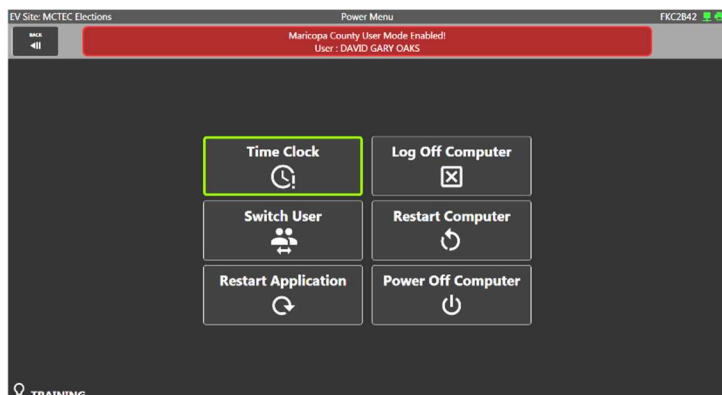 EV Site: MCTEC Elections Power Menu FKC2B42
BACK
Maricopa County User Mode Enabled!
User : DAVID GARY OAKS
Time Clock Log Off Computer
Switch User Restart Computer
Restart Application Power Off Computer
TRAINING